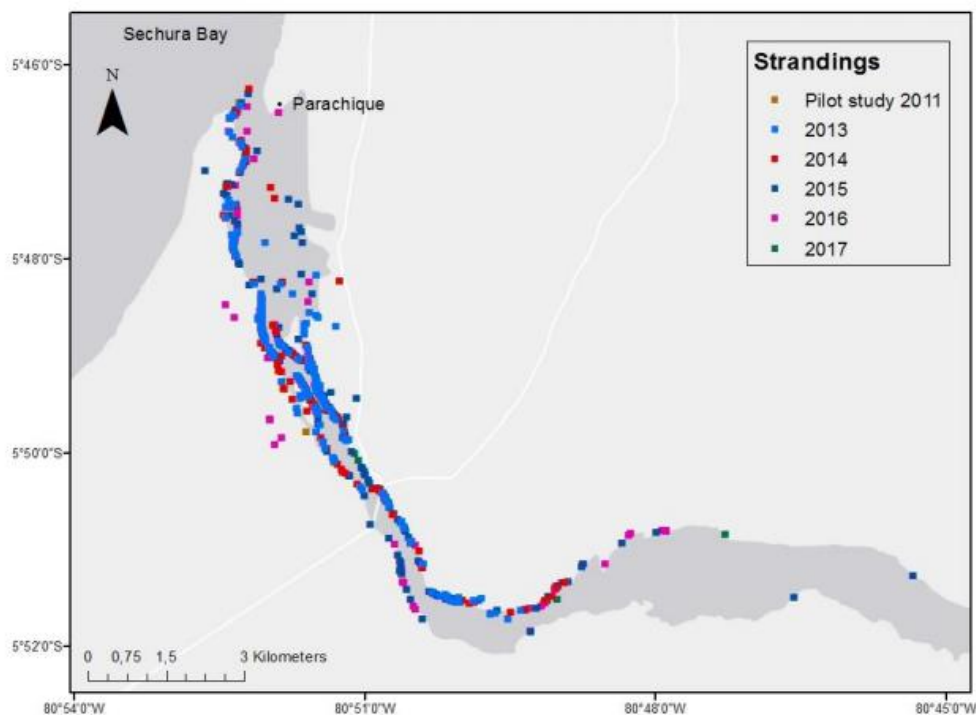 Sechura Bay
5°46'0"S
N
Parachique
Strandings
Pilot study 2011
2013
2014
2015
2016
2017
5°48'0"S
5°50'0"S
5°52'0"S
0 0,75 1,5 3 Kilometers
80°54'0"W 80°51'0"W 80°48'0"W 80°45'0"W